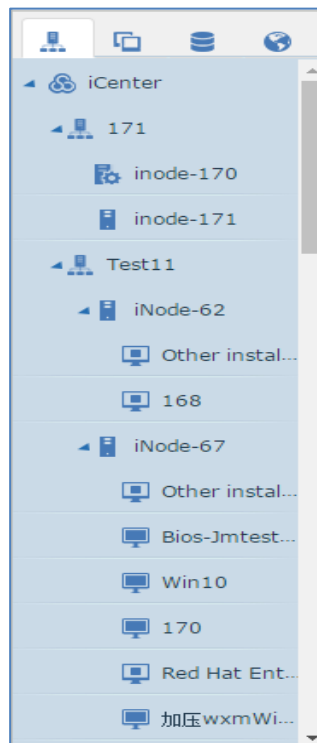 iCenter
171
inode-170
inode-171
Test11
iNode-62
Other instal...
168
iNode-67
Other instal...
Bios-Jmtest...
Win10
170
Red Hat Ent...
加压wxmWi...